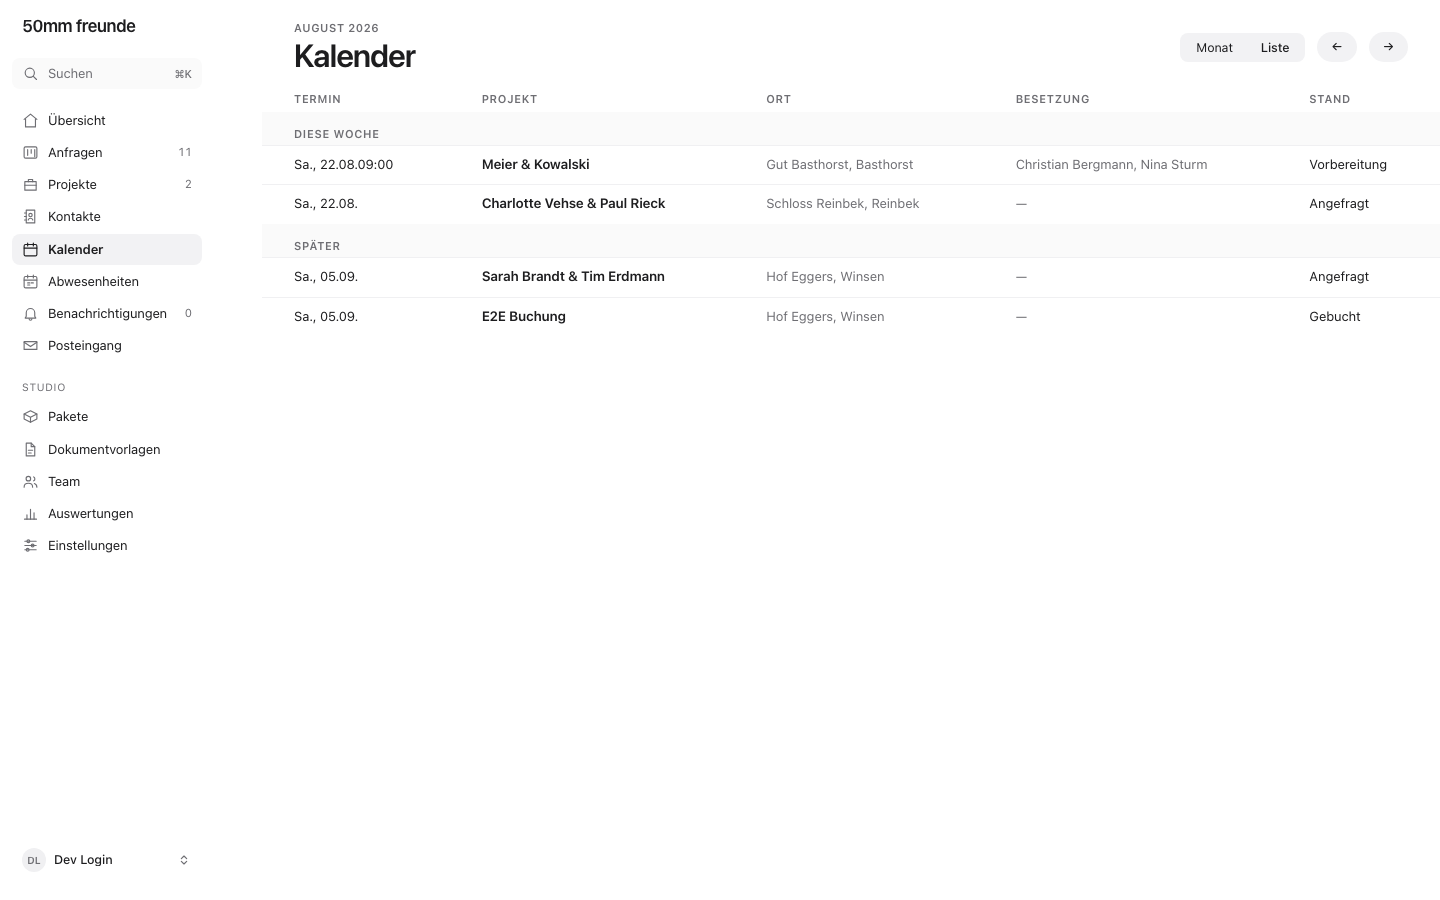 50mm freunde
Suchen ⌘K
Übersicht
Anfragen 11
Projekte 2
Kontakte
Kalender
Abwesenheiten
Benachrichtigungen 0
Posteingang
STUDIO
Pakete
Dokumentvorlagen
Team
Auswertungen
Einstellungen
DL Dev Login
AUGUST 2026
Kalender
Monat Liste ← →
TERMIN PROJEKT ORT BESETZUNG STAND
DIESE WOCHE
Sa., 22.08.09:00 Meier & Kowalski Gut Basthorst, Basthorst Christian Bergmann, Nina Sturm Vorbereitung
Sa., 22.08. Charlotte Vehse & Paul Rieck Schloss Reinbek, Reinbek — Angefragt
SPÄTER
Sa., 05.09. Sarah Brandt & Tim Erdmann Hof Eggers, Winsen — Angefragt
Sa., 05.09. E2E Buchung Hof Eggers, Winsen — Gebucht